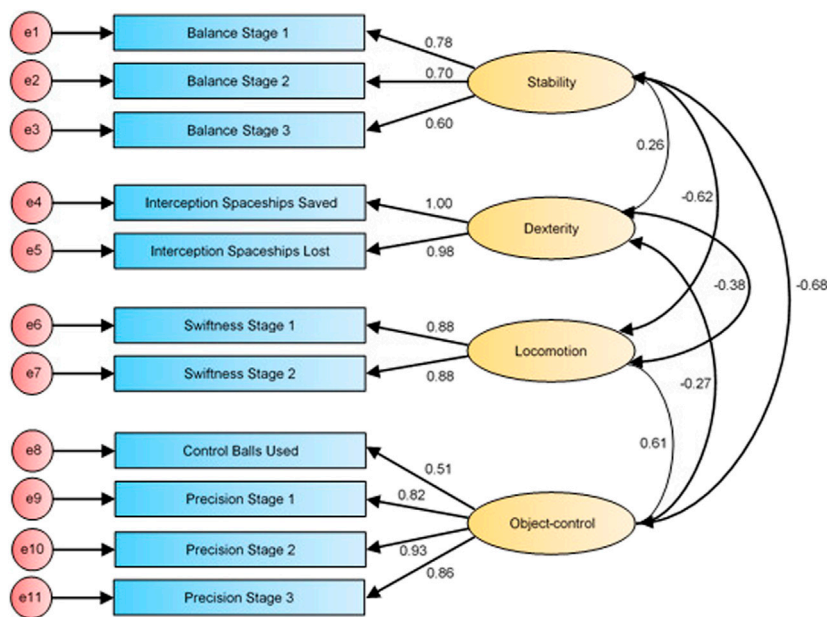 e1
Balance Stage 1
0.78
e2
Balance Stage 2
0.70
Stability
e3
Balance Stage 3
0.60
0.26
-0.62
e4
Interception Spaceships Saved
1.00
Dexterity
e5
Interception Spaceships Lost
0.98
-0.38
-0.68
e6
Swiftness Stage 1
0.88
Locomotion
e7
Swiftness Stage 2
0.88
-0.27
0.61
e8
Control Balls Used
0.51
e9
Precision Stage 1
0.82
Object-control
e10
Precision Stage 2
0.93
e11
Precision Stage 3
0.86